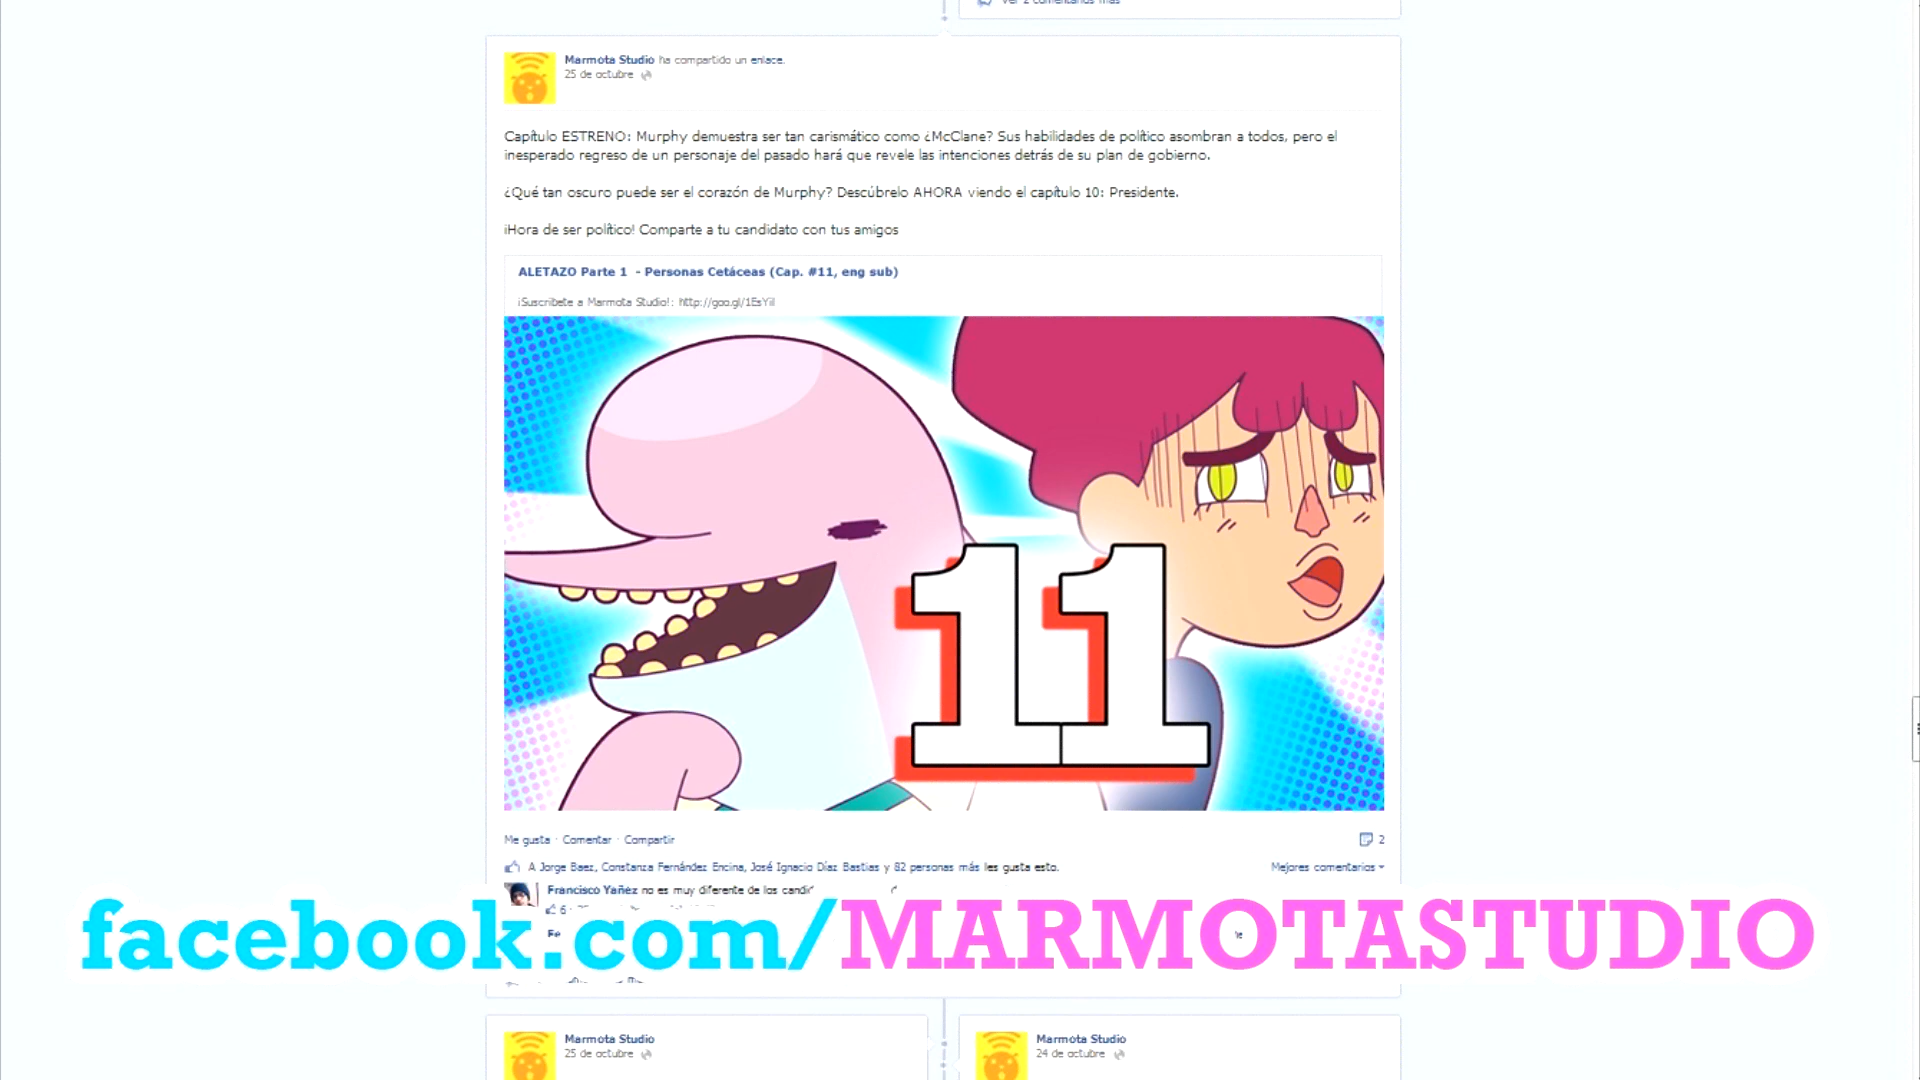 Ver 2 comentarios más
Marmota Studio ha compartido un enlace.
25 de octubre
Capítulo ESTRENO: Murphy demuestra ser tan carismático como ¿McClane? Sus habilidades de político asombran a todos, pero el
inesperado regreso de un personaje del pasado hará que revele las intenciones detrás de su plan de gobierno.
¿Qué tan oscuro puede ser el corazón de Murphy? Descúbrelo AHORA viendo el capítulo 10: Presidente.
¡Hora de ser político! Comparte a tu candidato con tus amigos
ALETAZO Parte 1 - Personas Cetáceas (Cap. #11, eng sub)
¡Suscribete a Marmota Studio!: http://goo.gl/1EsYil
11
Me gusta · Comentar · Compartir
2
A Jorge Baez, Constanza Fernández Encina, José Ignacio Díaz Bastias y 82 personas más les gusta esto.
Mejores comentarios
Francisco Yañez no es muy diferente de los
facebook.com/MARMOTASTUDIO
Marmota Studio
25 de octubre
Marmota Studio
24 de octubre